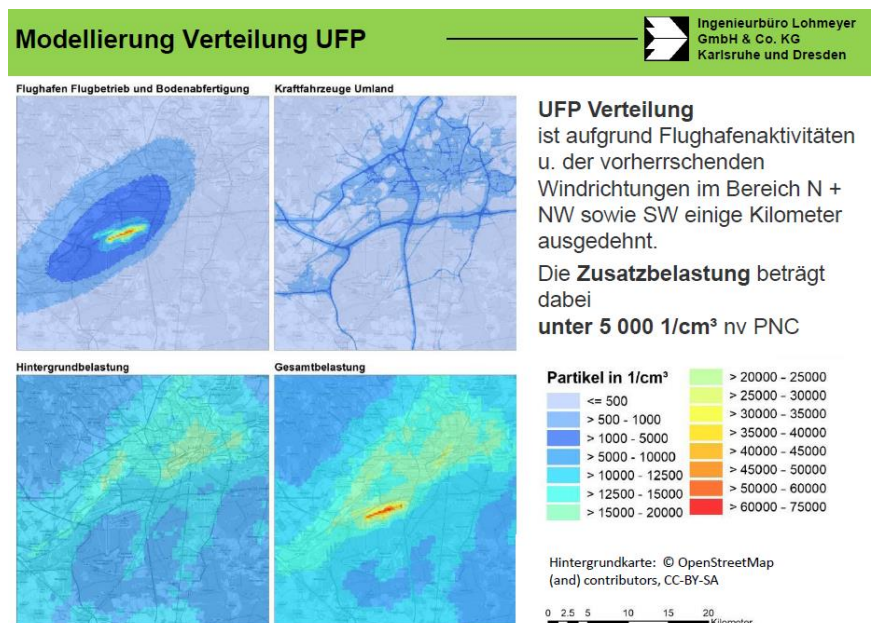 Modellierung Verteilung UFP
Ingenieurbüro Lohmeyer
GmbH & Co. KG
Karlsruhe und Dresden
Flughafen Flugbetrieb und Bodenabfertigung
Kraftfahrzeuge Umland
UFP Verteilung
ist aufgrund Flughafenaktivitäten
u. der vorherrschenden
Windrichtungen im Bereich N +
NW sowie SW einige Kilometer
ausgedehnt.
Die Zusatzbelastung beträgt
dabei
unter 5 000 1/cm³ nv PNC
Hintergrundbelastung
Gesamtbelastung
Partikel in 1/cm³
<= 500
> 500 - 1000
> 1000 - 5000
> 5000 - 10000
> 10000 - 12500
> 12500 - 15000
> 15000 - 20000
> 20000 - 25000
> 25000 - 30000
> 30000 - 35000
> 35000 - 40000
> 40000 - 45000
> 45000 - 50000
> 50000 - 60000
> 60000 - 75000
Hintergrundkarte: © OpenStreetMap
(and) contributors, CC-BY-SA
0 2.5 5 10 15 20
Kilometer